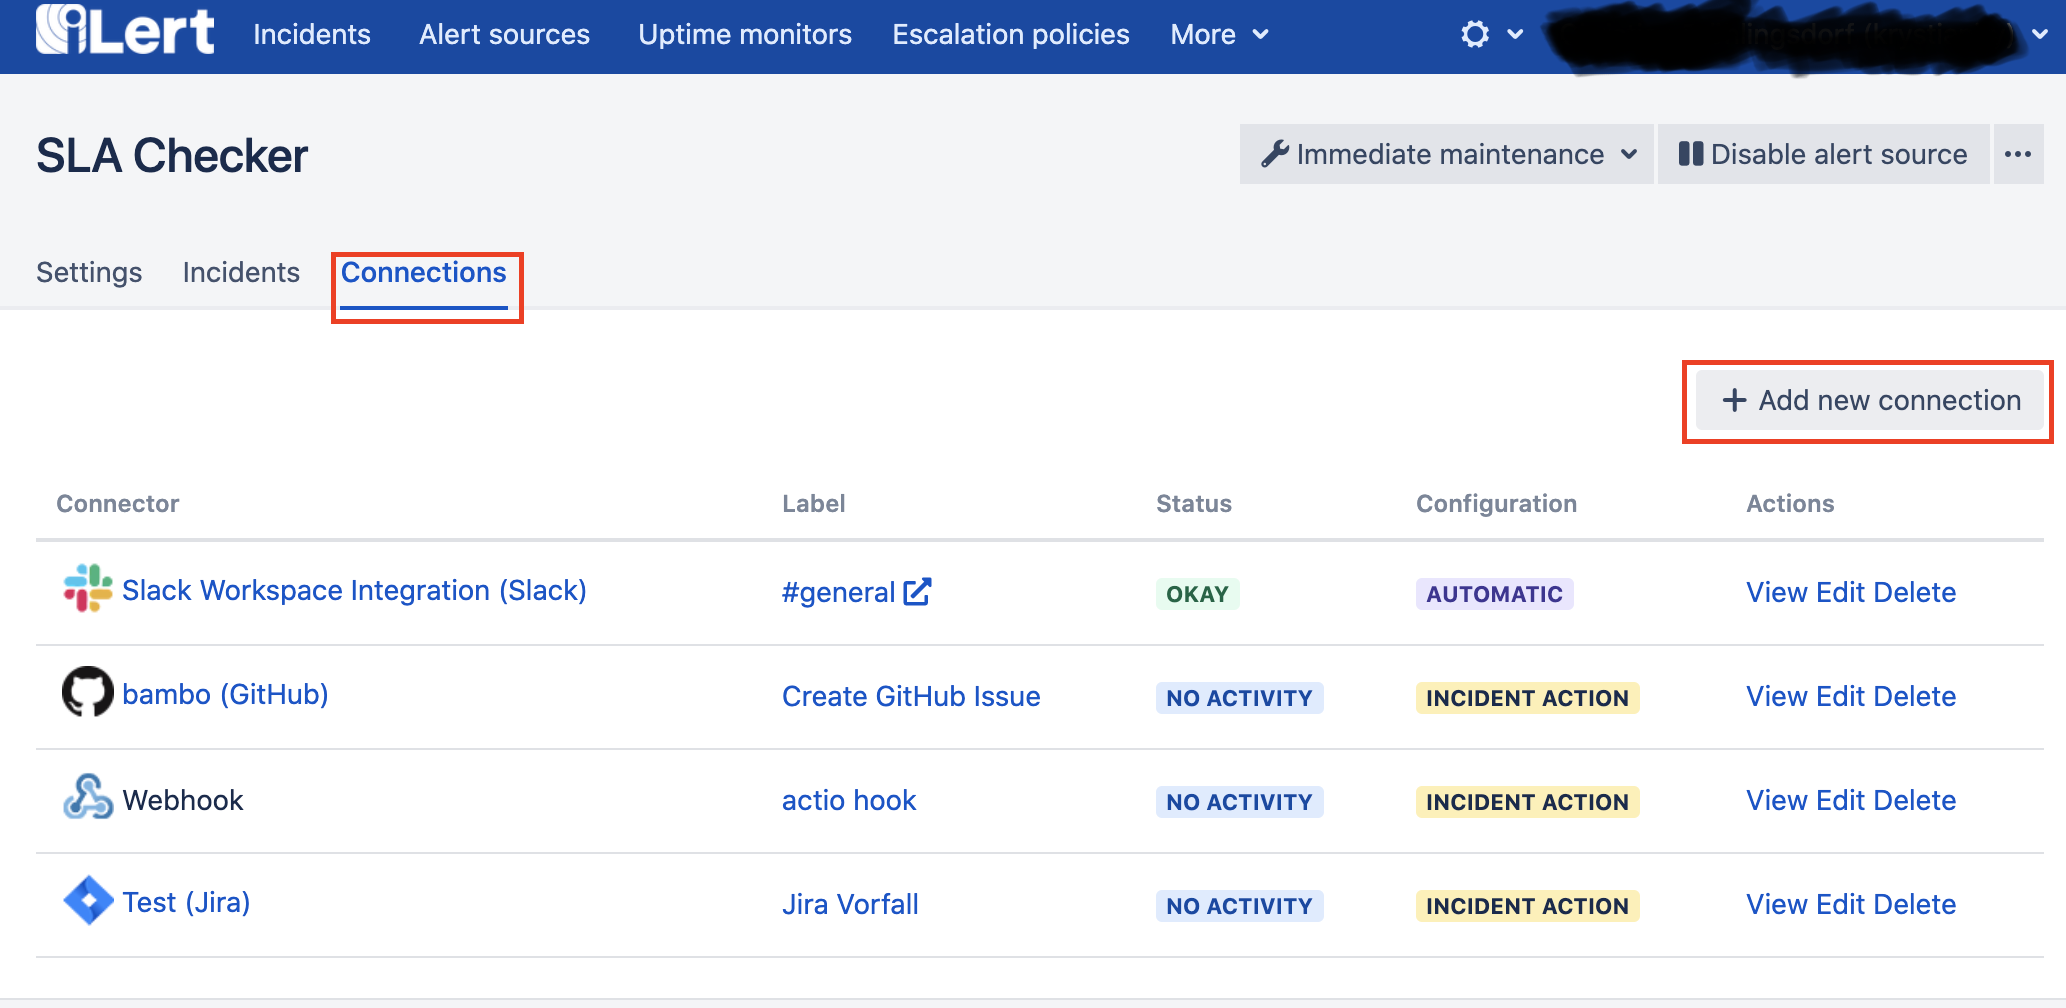 iLert Incidents Alert sources Uptime monitors Escalation policies More
SLA Checker
Immediate maintenance Disable alert source ...
Settings Incidents Connections
+ Add new connection
Connector Label Status Configuration Actions
Slack Workspace Integration (Slack) #general OKAY AUTOMATIC View Edit Delete
bambo (GitHub) Create GitHub Issue NO ACTIVITY INCIDENT ACTION View Edit Delete
Webhook actio hook NO ACTIVITY INCIDENT ACTION View Edit Delete
Test (Jira) Jira Vorfall NO ACTIVITY INCIDENT ACTION View Edit Delete